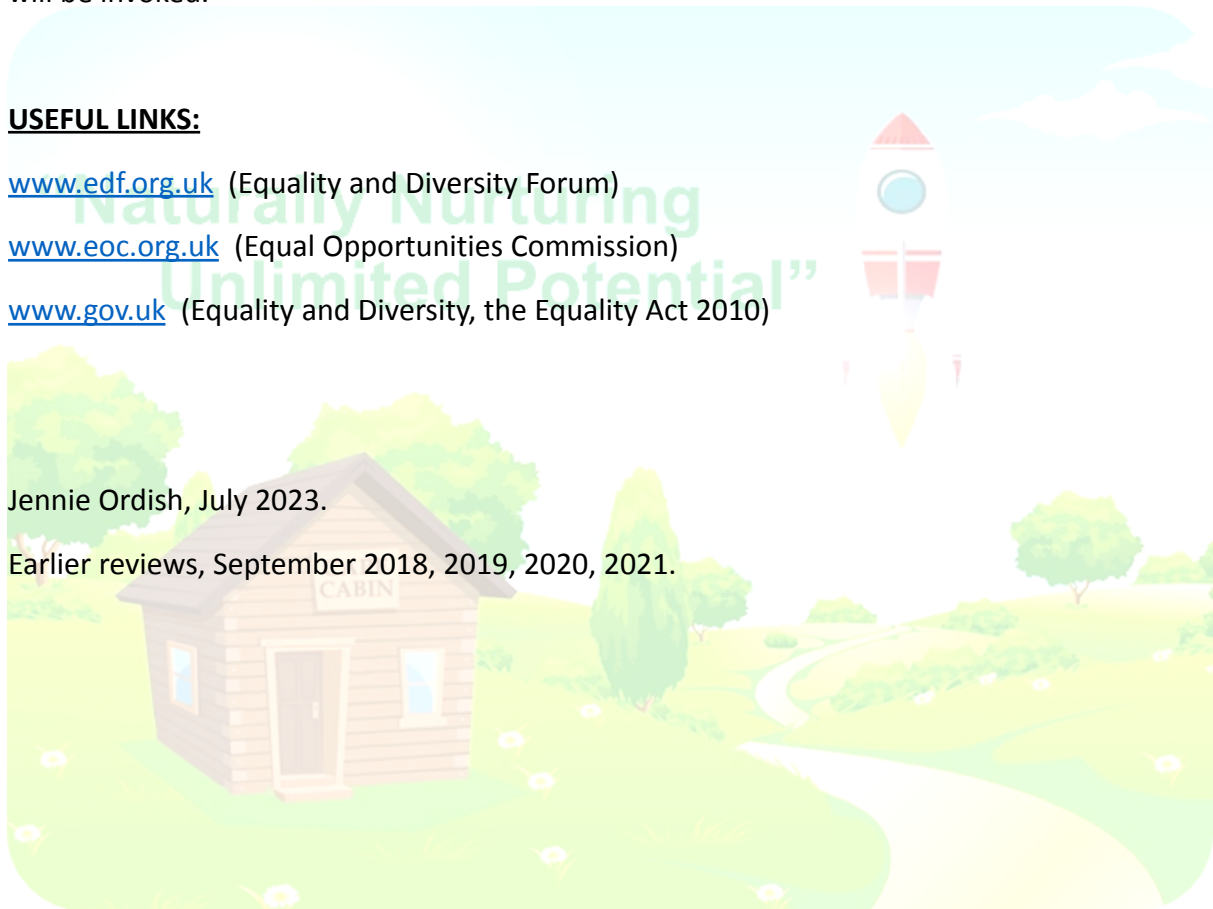 will be invoked.
USEFUL LINKS:
www.edf.org.uk (Equality and Diversity Forum)
"Naturally Nurturing
www.eoc.org.uk (Equal Opportunities Commission)
Unlimited Potential”
www.gov.uk (Equality and Diversity, the Equality Act 2010)
Jennie Ordish, July 2023.
Earlier reviews, September 2018, 2019, 2020, 2021.
CABIN